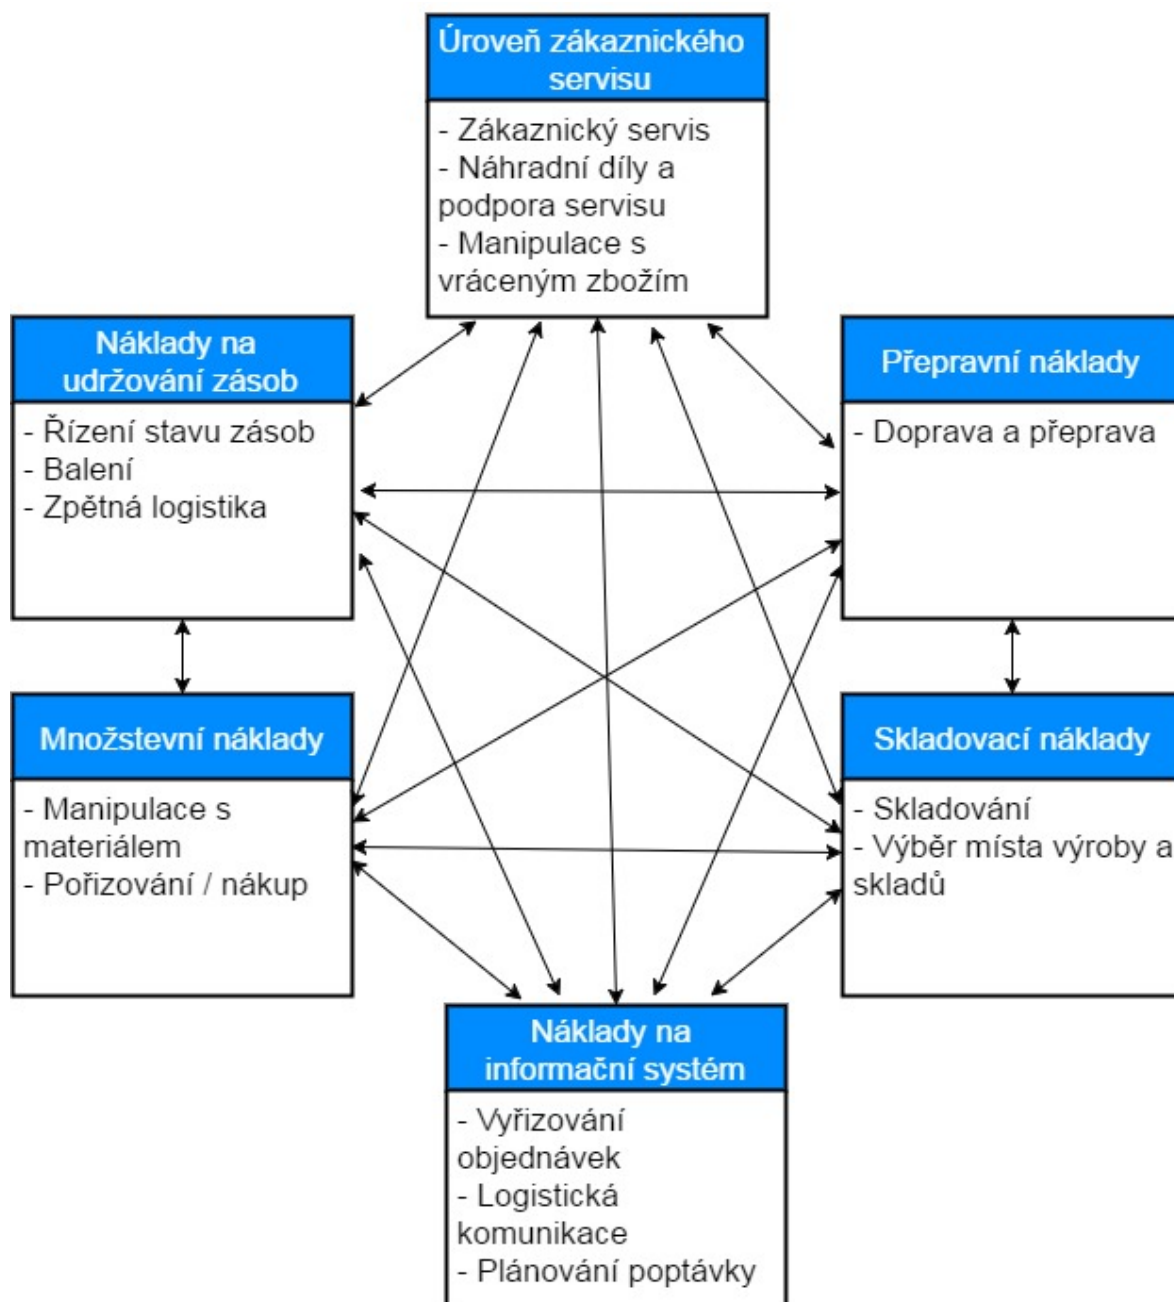 Úroveň zákaznického
servisu
- Zákaznický servis
- Náhradní díly a
podpora servisu
- Manipulace s
vráceným zbožím
Náklady na
udržování zásob
- Řízení stavu zásob
- Balení
- Zpětná logistika
Přepravní náklady
- Doprava a přeprava
Množstevní náklady
- Manipulace s
materiálem
- Pořizování / nákup
Skladovací náklady
- Skladování
- Výběr místa výroby a
skladů
Náklady na
informační systém
- Vyřizování
objednávek
- Logistická
komunikace
- Plánování poptávky